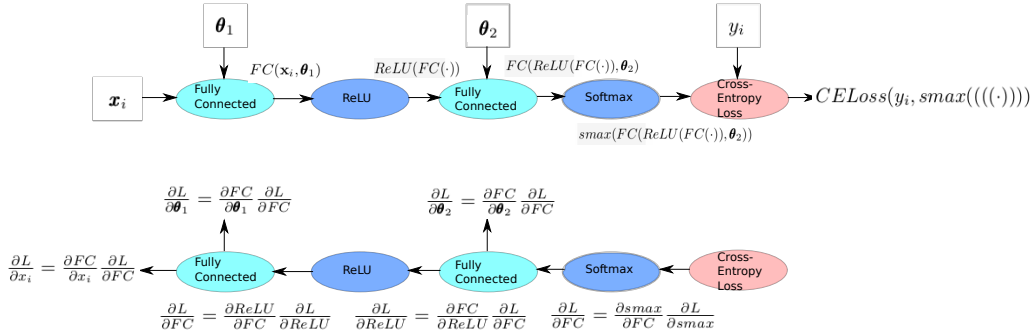 θ₁
θ₂
yᵢ
FC(xᵢ, θ₁)
ReLU(FC(·))
FC(ReLU(FC(·)), θ₂)
xᵢ
Fully
Connected
ReLU
Fully
Connected
Softmax
Cross-
Entropy
Loss
CELoss(yᵢ, smax((((·))))
smax(FC(ReLU(FC(·)), θ₂))
∂L/∂θ₁ = ∂FC/∂θ₁ ∂L/∂FC
∂L/∂θ₂ = ∂FC/∂θ₂ ∂L/∂FC
∂L/∂xᵢ = ∂FC/∂xᵢ ∂L/∂FC
Fully
Connected
ReLU
Fully
Connected
Softmax
Cross-
Entropy
Loss
∂L/∂FC = ∂ReLU/∂FC ∂L/∂ReLU
∂L/∂ReLU = ∂FC/∂ReLU ∂L/∂FC
∂L/∂FC = ∂smax/∂FC ∂L/∂smax